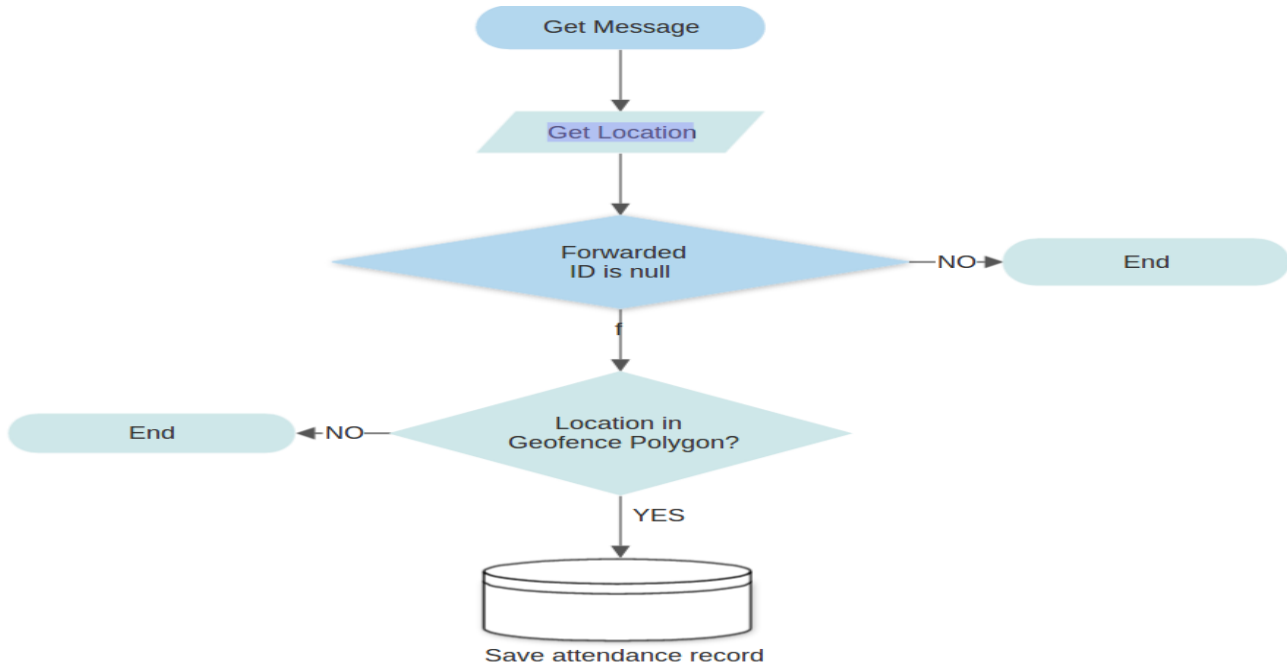 Get Message
Get Location
Forwarded
ID is null
NO
End
f
Location in
Geofence Polygon?
NO
End
YES
Save attendance record